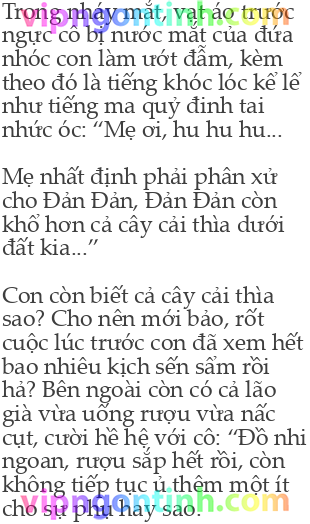 Trong nháy mắt, vạt áo trước
ngực cô bị nước mắt của đứa
nhóc con làm ướt đẫm, kèm
theo đó là tiếng khóc lóc kể lể
như tiếng ma quỷ đinh tai
nhức óc: “Mẹ ơi, hu hu hu...
Mẹ nhất định phải phân xử
cho Đản Đản, Đản Đản còn
khổ hơn cả cây cải thìa dưới
đất kia...”
Con còn biết cả cây cải thìa
sao? Cho nên mới bảo, rốt
cuộc lúc trước con đã xem hết
bao nhiêu kịch sến sẩm rồi
hả? Bên ngoài còn có cả lão
già vừa uống rượu vừa nấc
cụt, cười hề hệ với cô: “Đồ nhi
ngoan, rượu sắp hết rồi, còn
không tiếp tục ủ thêm một ít
cho sư phụ hay sao.
vipngontinh.com
vipngontinh.com